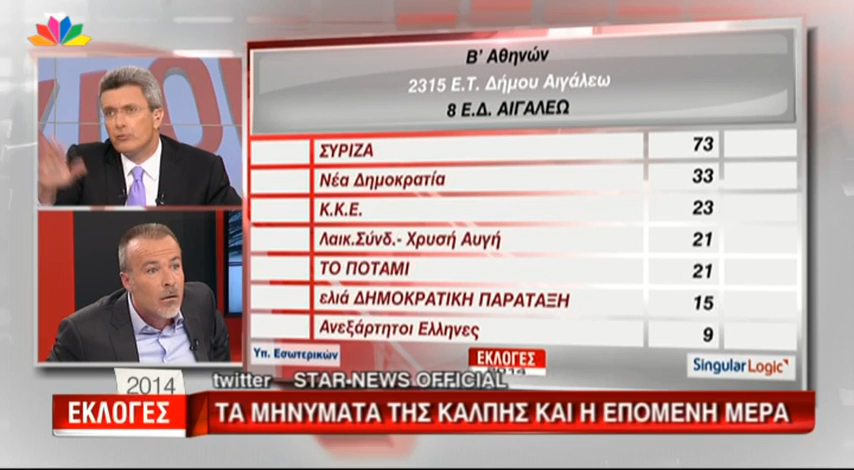 Β' Αθηνών
2315 Ε.Τ. Δήμου Αιγάλεω
8 Ε.Δ. ΑΙΓΑΛΕΩ
ΣΥΡΙΖΑ 73
Νέα Δημοκρατία 33
Κ.Κ.Ε. 23
Λαικ.Σύνδ.- Χρυσή Αυγή 21
ΤΟ ΠΟΤΑΜΙ 21
ελιά ΔΗΜΟΚΡΑΤΙΚΗ ΠΑΡΑΤΑΞΗ 15
Ανεξάρτητοι Ελληνες 9
Υπ. Εσωτερικών
ΕΚΛΟΓΕΣ
2014
SingularLogic
2014
twitter STAR-NEWS OFFICIAL
ΕΚΛΟΓΕΣ
ΤΑ ΜΗΝΥΜΑΤΑ ΤΗΣ ΚΑΛΠΗΣ ΚΑΙ Η ΕΠΟΜΕΝΗ ΜΕΡΑ